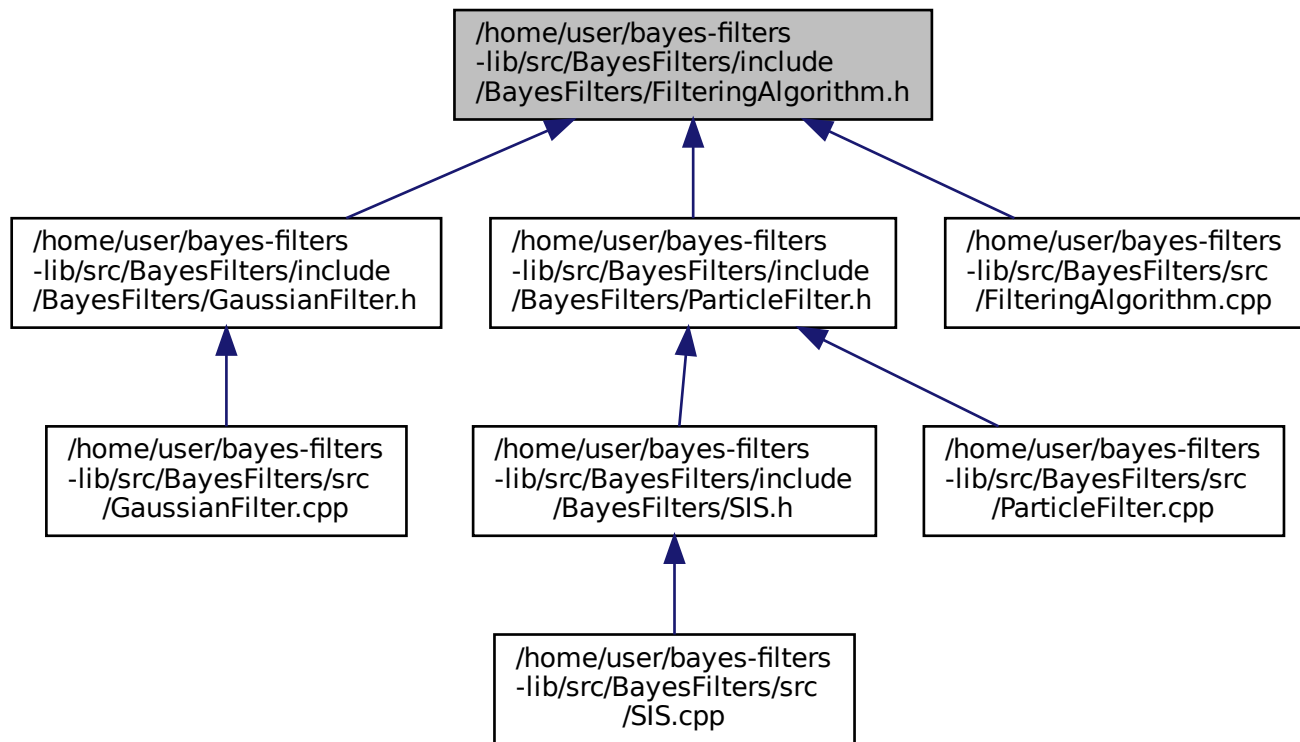 /home/user/bayes-filters
-lib/src/BayesFilters/include
/BayesFilters/FilteringAlgorithm.h
/home/user/bayes-filters
-lib/src/BayesFilters/include
/BayesFilters/GaussianFilter.h
/home/user/bayes-filters
-lib/src/BayesFilters/include
/BayesFilters/ParticleFilter.h
/home/user/bayes-filters
-lib/src/BayesFilters/src
/FilteringAlgorithm.cpp
/home/user/bayes-filters
-lib/src/BayesFilters/src
/GaussianFilter.cpp
/home/user/bayes-filters
-lib/src/BayesFilters/include
/BayesFilters/SIS.h
/home/user/bayes-filters
-lib/src/BayesFilters/src
/ParticleFilter.cpp
/home/user/bayes-filters
-lib/src/BayesFilters/src
/SIS.cpp